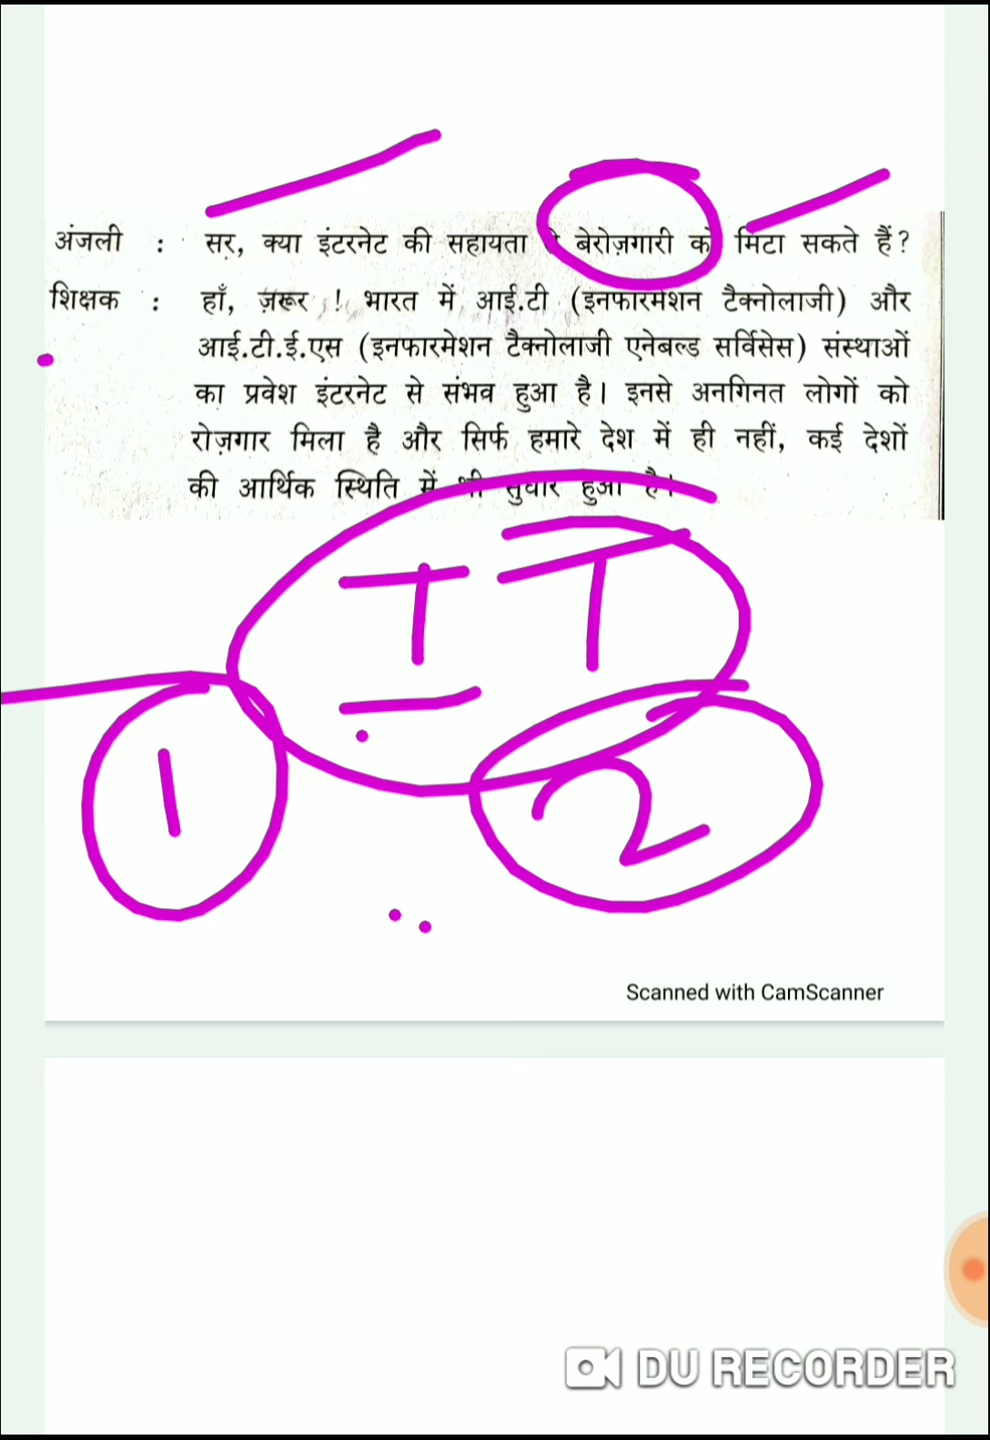 अंजली : सर, क्या इंटरनेट की सहायता बेरोज़गारी को मिटा सकते हैं?
शिक्षक : हाँ, ज़रूर ! भारत में आई.टी (इनफारमेशन टैक्नोलाजी) और
आई.टी.ई.एस (इनफारमेशन टैक्नोलाजी एनेबल्ड सर्विसेस) संस्थाओं
का प्रवेश इंटरनेट से संभव हुआ है। इनसे अनगिनत लोगों को
रोज़गार मिला है और सिर्फ हमारे देश में ही नहीं, कई देशों
की आर्थिक स्थिति में भी सुधार हुआ है।
I T
1 2
Scanned with CamScanner
DU RECORDER